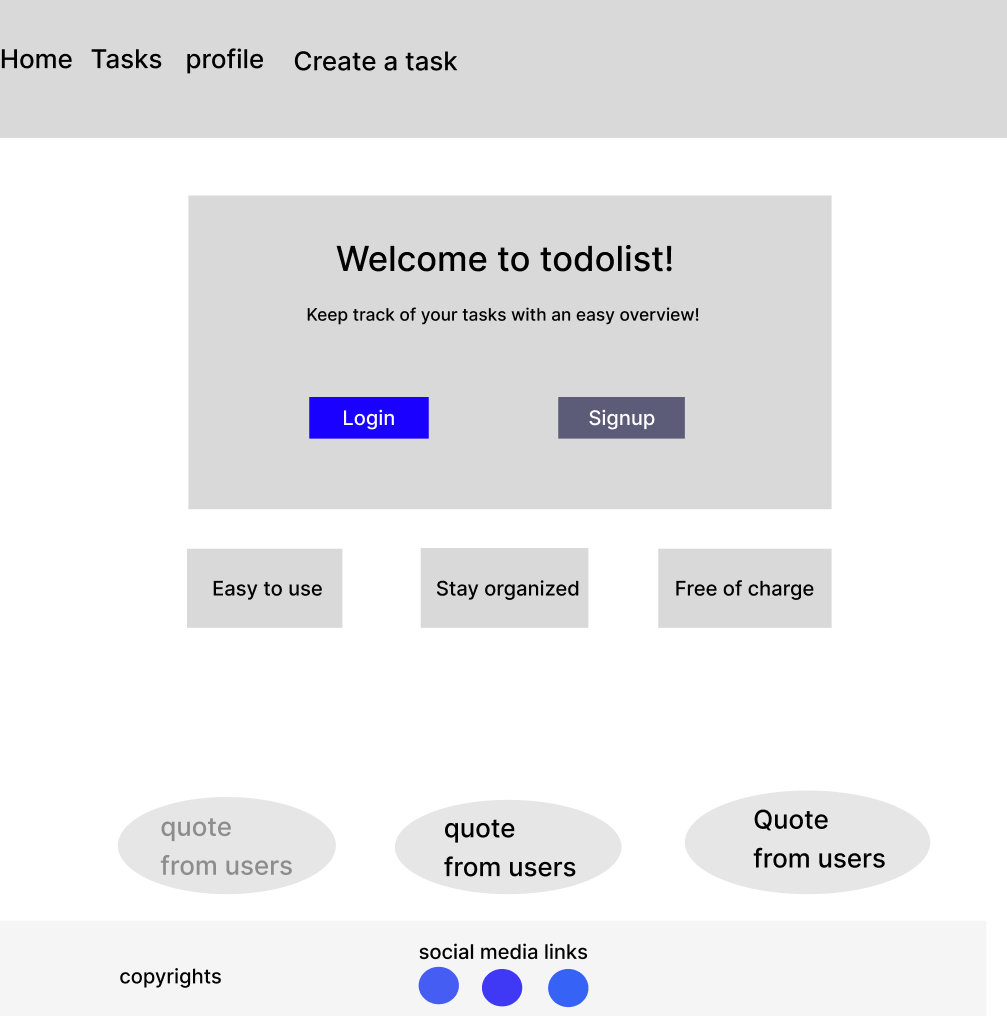 Home Tasks profile Create a task
Welcome to todolist!
Keep track of your tasks with an easy overview!
Login Signup
Easy to use Stay organized Free of charge
quote
from users
quote
from users
Quote
from users
social media links
copyrights